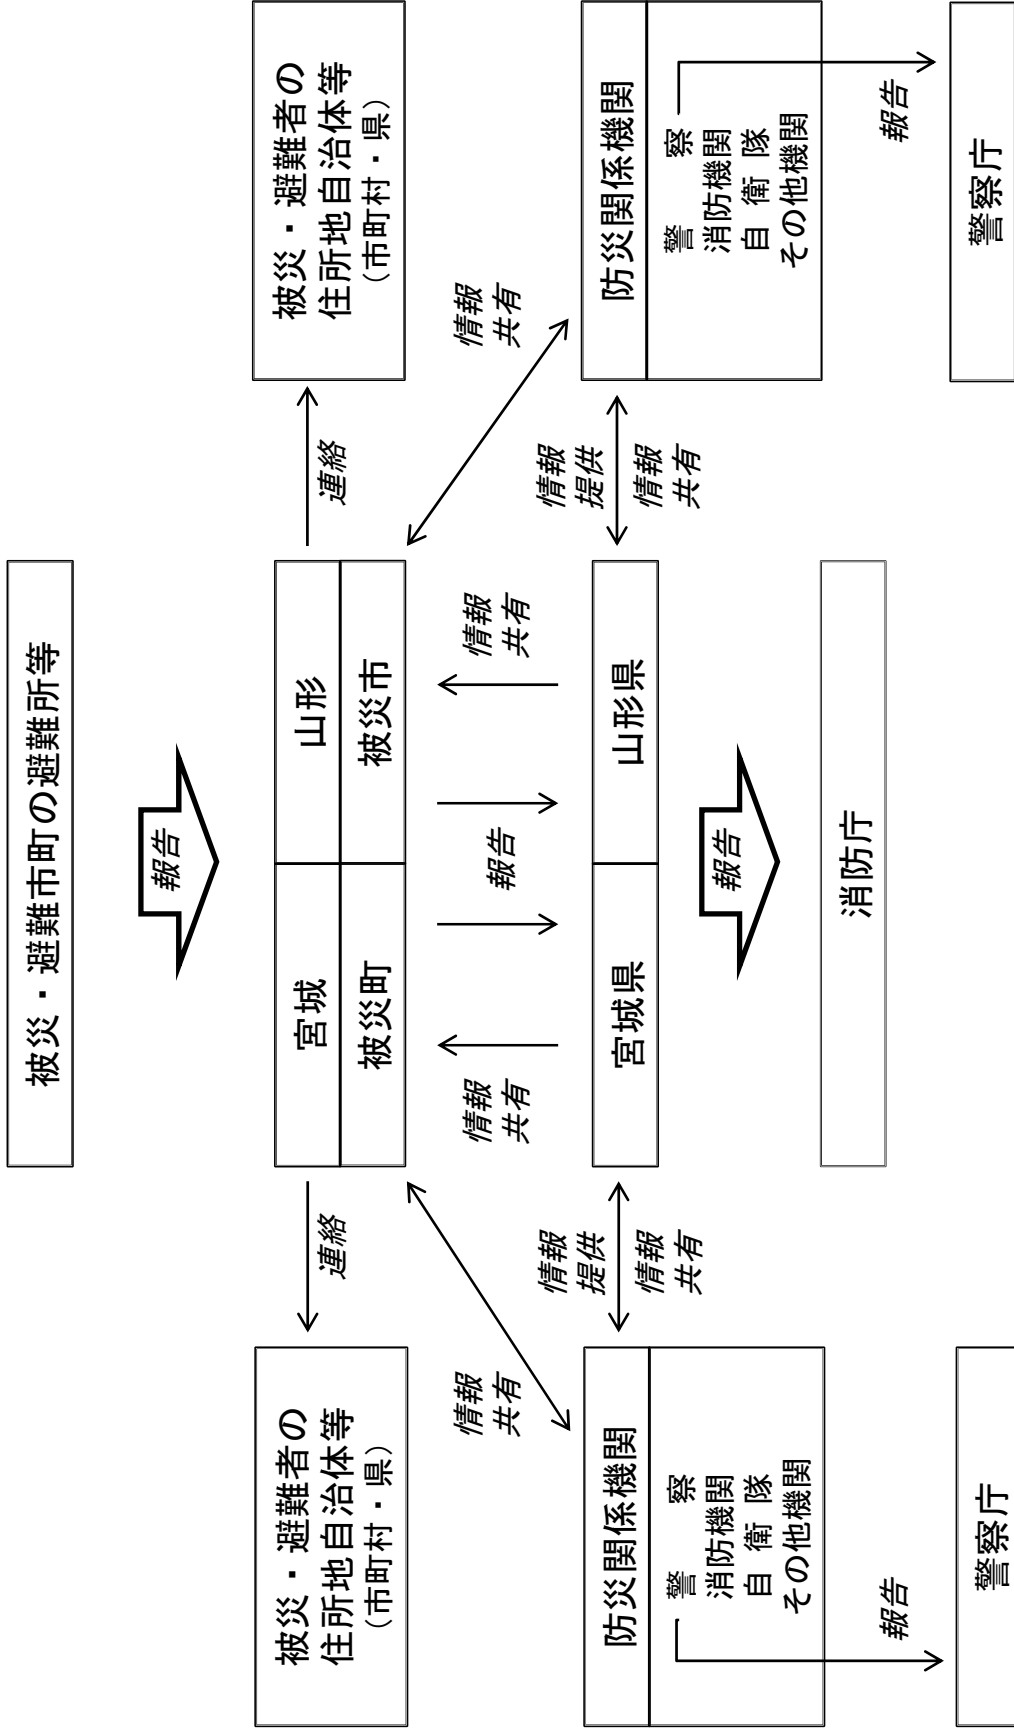 被災・避難市町の避難所等
報告
被災・避難者の
住所地自治体等
（市町村・県）
連絡
宮城
山形
被災町
被災市
連絡
被災・避難者の
住所地自治体等
（市町村・県）
情報
共有
情報
共有
報告
情報
共有
情報
共有
防災関係機関
警察
消防機関
自衛隊
その他機関
情報
提供
情報
共有
宮城県
山形県
情報
提供
情報
共有
防災関係機関
警察
消防機関
自衛隊
その他機関
報告
報告
報告
消防庁
警察庁
警察庁